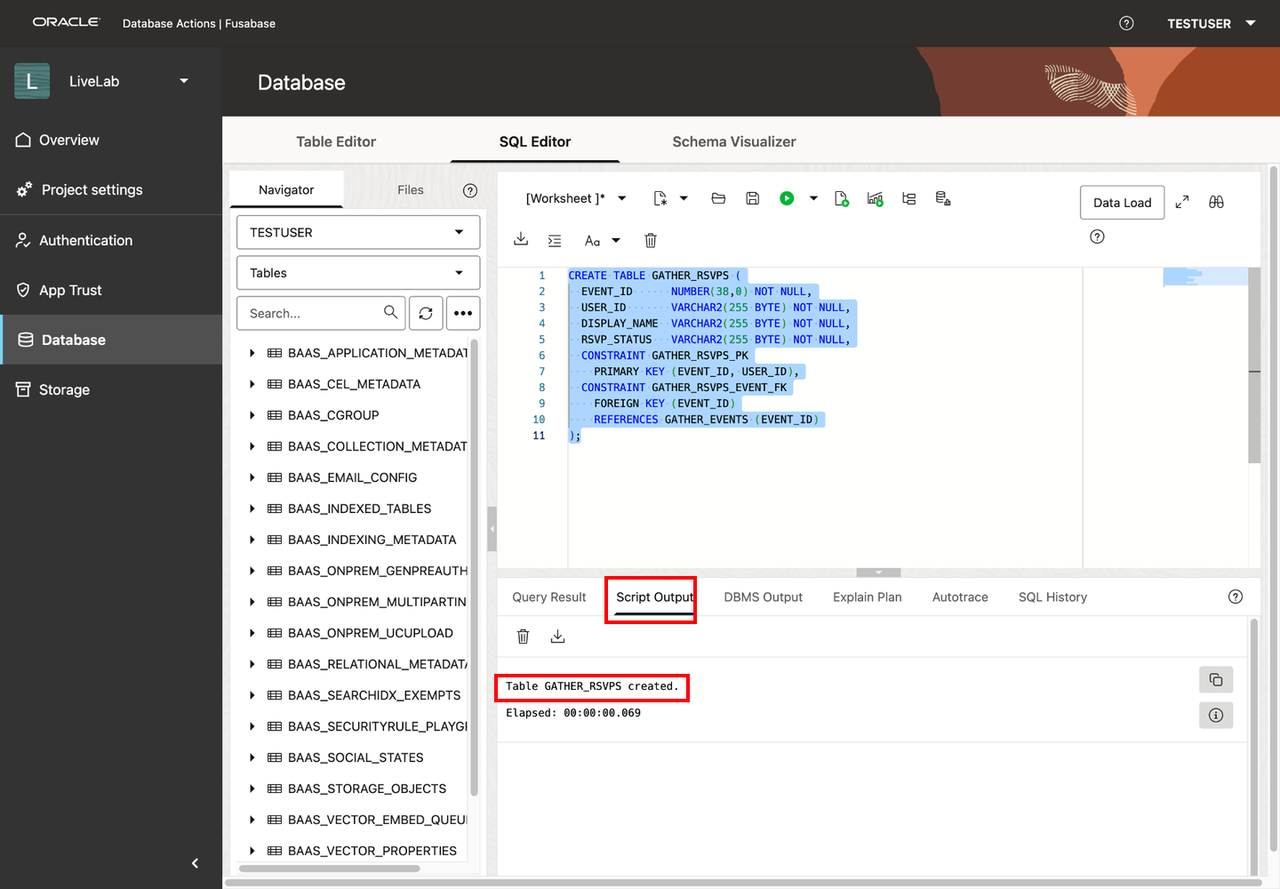 ORACLE Database Actions | Fusabase
TESTUSER
L LiveLab
Overview
Project settings
Authentication
App Trust
Database
Storage
Database
Table Editor SQL Editor Schema Visualizer
Navigator Files
TESTUSER
Tables
Search...
BAAS_APPLICATION_METADAT
BAAS_CEL_METADATA
BAAS_CGROUP
BAAS_COLLECTION_METADAT
BAAS_EMAIL_CONFIG
BAAS_INDEXED_TABLES
BAAS_INDEXING_METADATA
BAAS_ONPREM_GENPREAUTH
BAAS_ONPREM_MULTIPARTIN
BAAS_ONPREM_UCUPLOAD
BAAS_RELATIONAL_METADATA
BAAS_SEARCHIDX_EXEMPTS
BAAS_SECURITYRULE_PLAYGI
BAAS_SOCIAL_STATES
BAAS_STORAGE_OBJECTS
BAAS_VECTOR_EMBED_QUEUI
BAAS_VECTOR_PROPERTIES
[Worksheet ]*
Data Load
Aa
1 CREATE TABLE GATHER_RSVPS (
2 EVENT_ID NUMBER(38,0) NOT NULL,
3 USER_ID VARCHAR2(255 BYTE) NOT NULL,
4 DISPLAY_NAME VARCHAR2(255 BYTE) NOT NULL,
5 RSVP_STATUS VARCHAR2(255 BYTE) NOT NULL,
6 CONSTRAINT GATHER_RSVPS_PK
7 PRIMARY KEY (EVENT_ID, USER_ID),
8 CONSTRAINT GATHER_RSVPS_EVENT_FK
9 FOREIGN KEY (EVENT_ID)
10 REFERENCES GATHER_EVENTS (EVENT_ID)
11 );
Query Result Script Output DBMS Output Explain Plan Autotrace SQL History
Table GATHER_RSVPS created.
Elapsed: 00:00:00.069